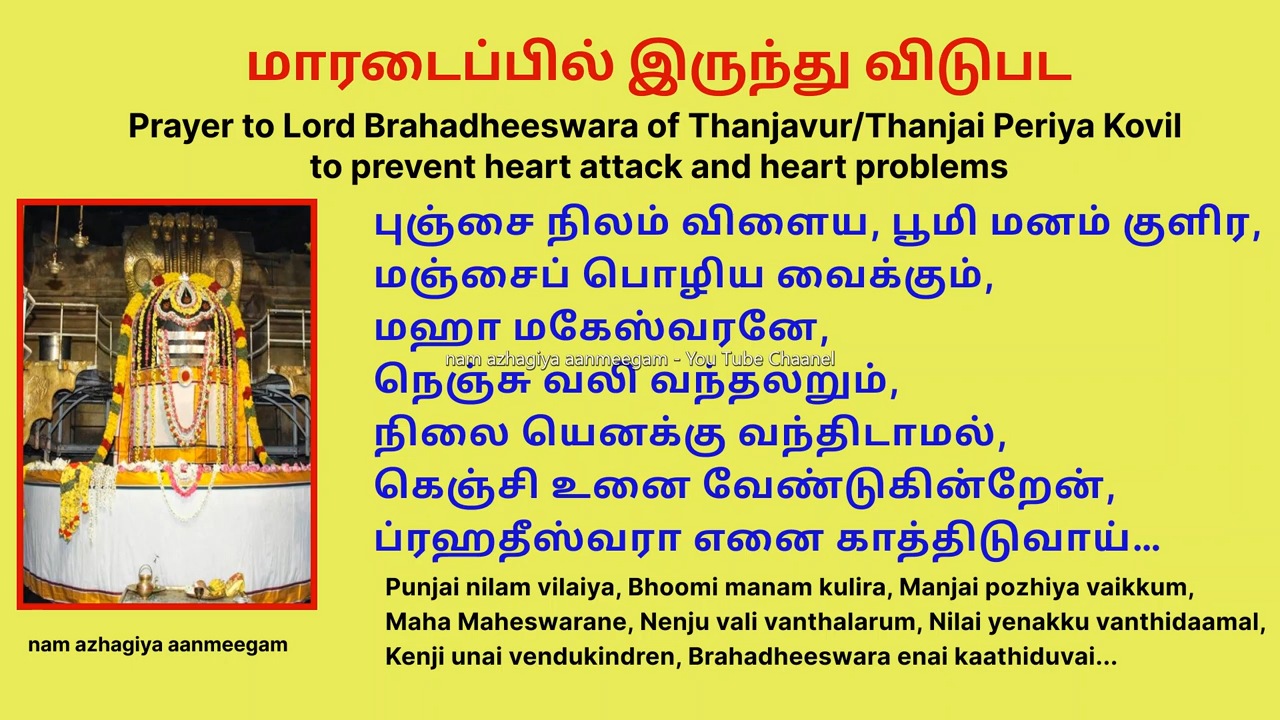 மாரடைப்பில் இருந்து விடுபட
Prayer to Lord Brahadheeswara of Thanjavur/Thanjai Periya Kovil
to prevent heart attack and heart problems
புஞ்சை நிலம் விளைய, பூமி மனம் குளிர,
மஞ்சைப் பொழிய வைக்கும்,
மஹா மகேஸ்வரனே,
nam azhagiya aanmeegam - You Tube Chaanel
நெஞ்சு வலி வந்தலறும்,
நிலை யெனக்கு வந்திடாமல்,
கெஞ்சி உனை வேண்டுகின்றேன்,
ப்ரஹதீஸ்வரா எனை காத்திடுவாய்...
Punjai nilam vilaiya, Bhoomi manam kulira, Manjai pozhiya vaikkum,
Maha Maheswarane, Nenju vali vanthalarum, Nilai yenakku vanthidaamal,
Kenji unai vendukindren, Brahadheeswara enai kaathiduvai...
nam azhagiya aanmeegam